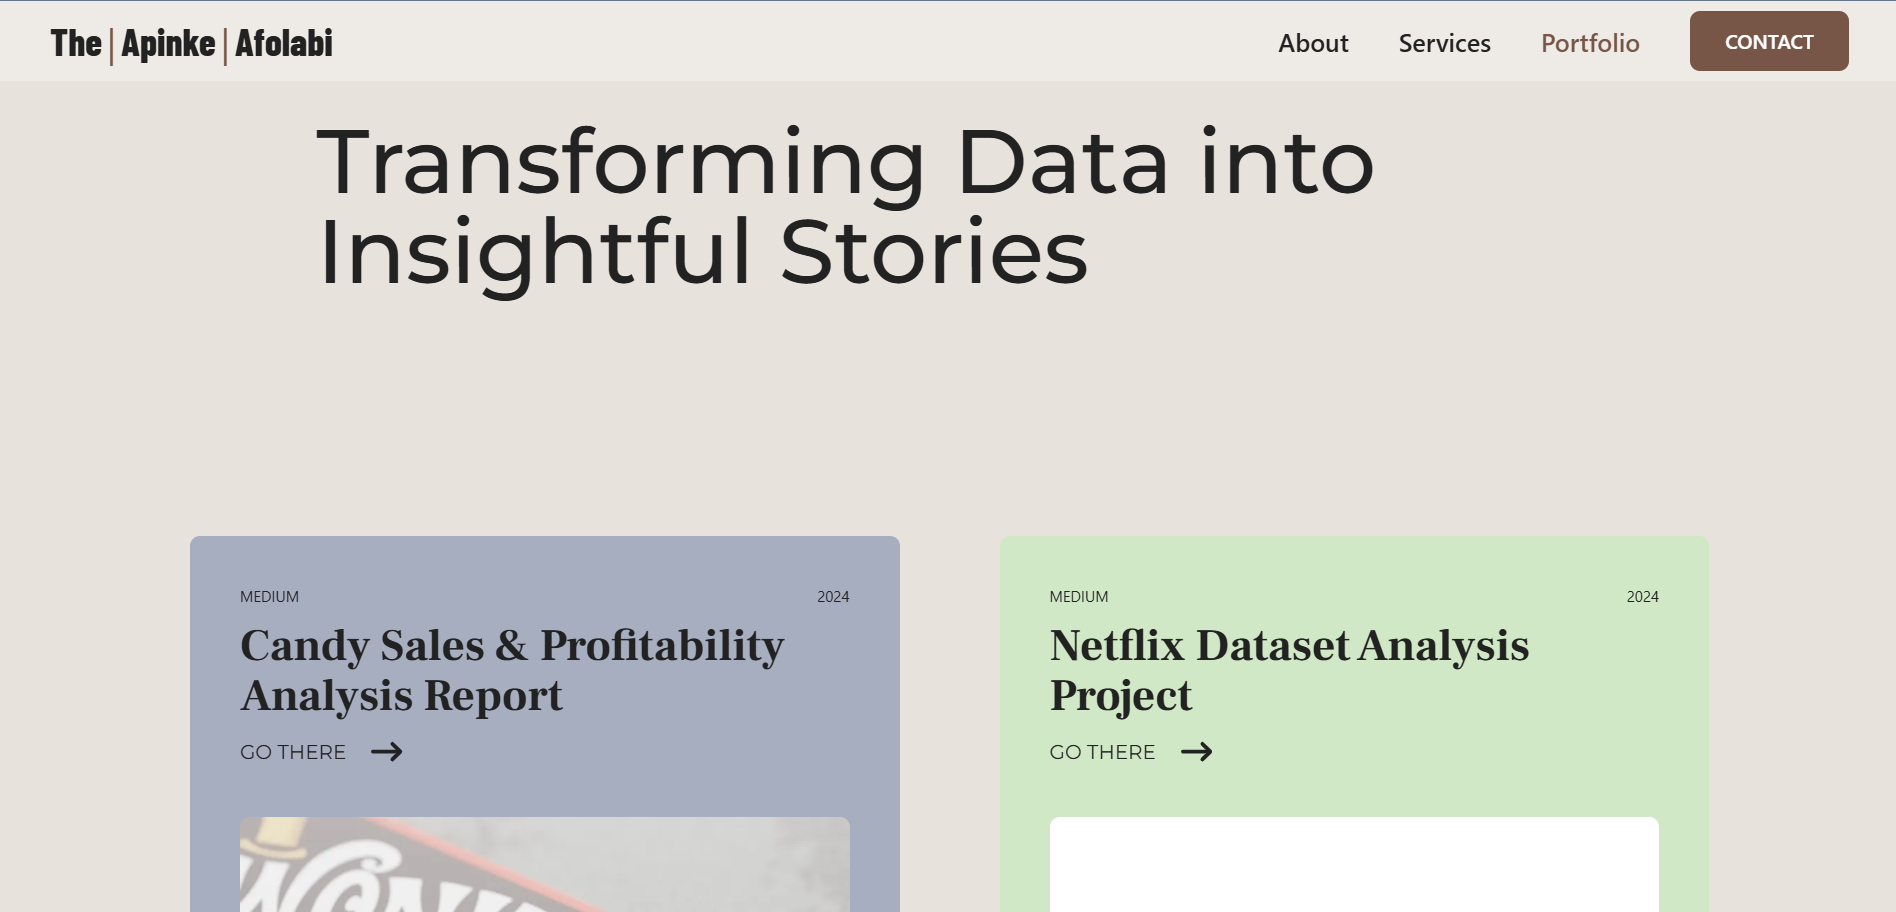 The | Apinke | Afolabi
About Services Portfolio CONTACT
Transforming Data into
Insightful Stories
MEDIUM 2024
Candy Sales & Profitability
Analysis Report
GO THERE →
MEDIUM 2024
Netflix Dataset Analysis
Project
GO THERE →